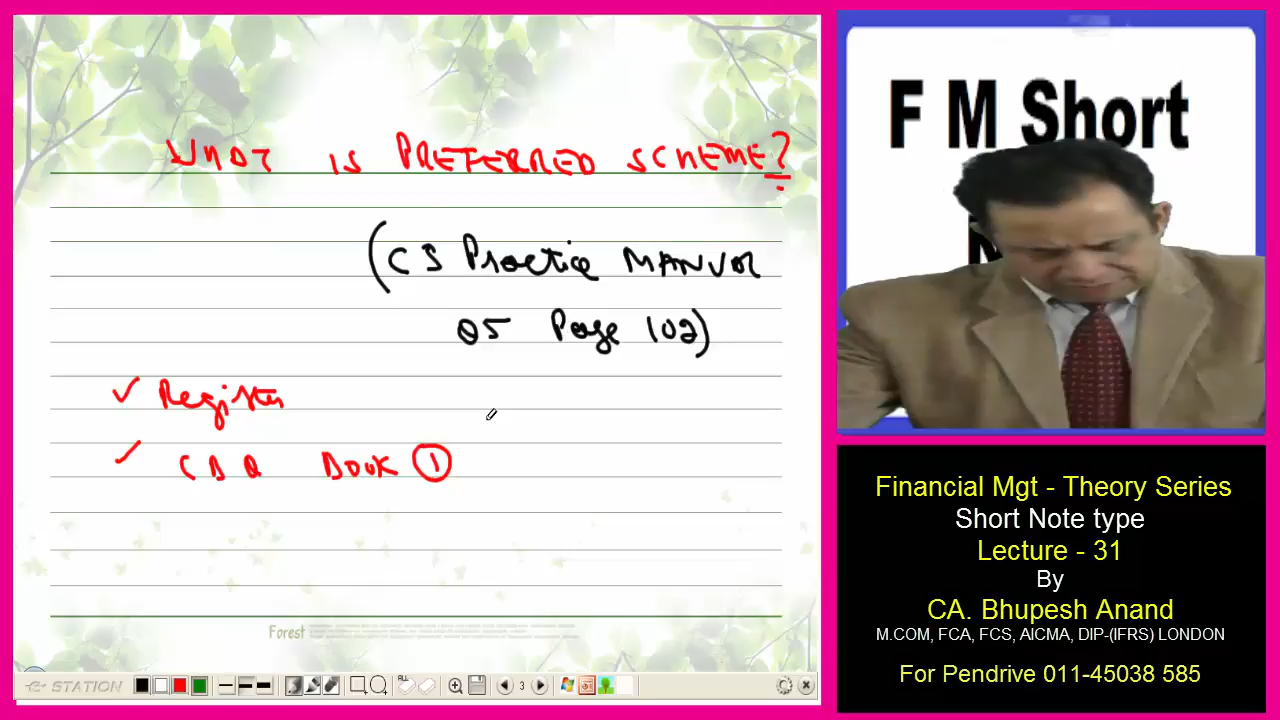 WHAT IS PREFERRED SCHEME?
(CS Practice MANUAL
Q5 Page 102)
✓ Register
✓ CBQ BOOK ①
Forest
e-STATION
3
F M Short
N
Financial Mgt - Theory Series
Short Note type
Lecture - 31
By
CA. Bhupesh Anand
M.COM, FCA, FCS, AICMA, DIP-(IFRS) LONDON
For Pendrive 011-45038 585